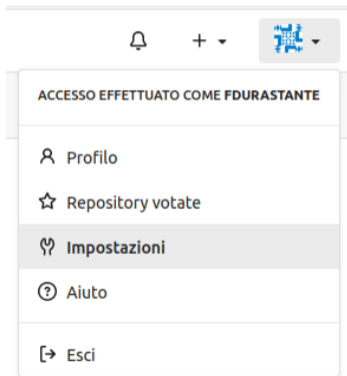 ACCESSO EFFETTUATO COME FDURASTANTE
Profilo
Repository votate
Impostazioni
Aiuto
Esci